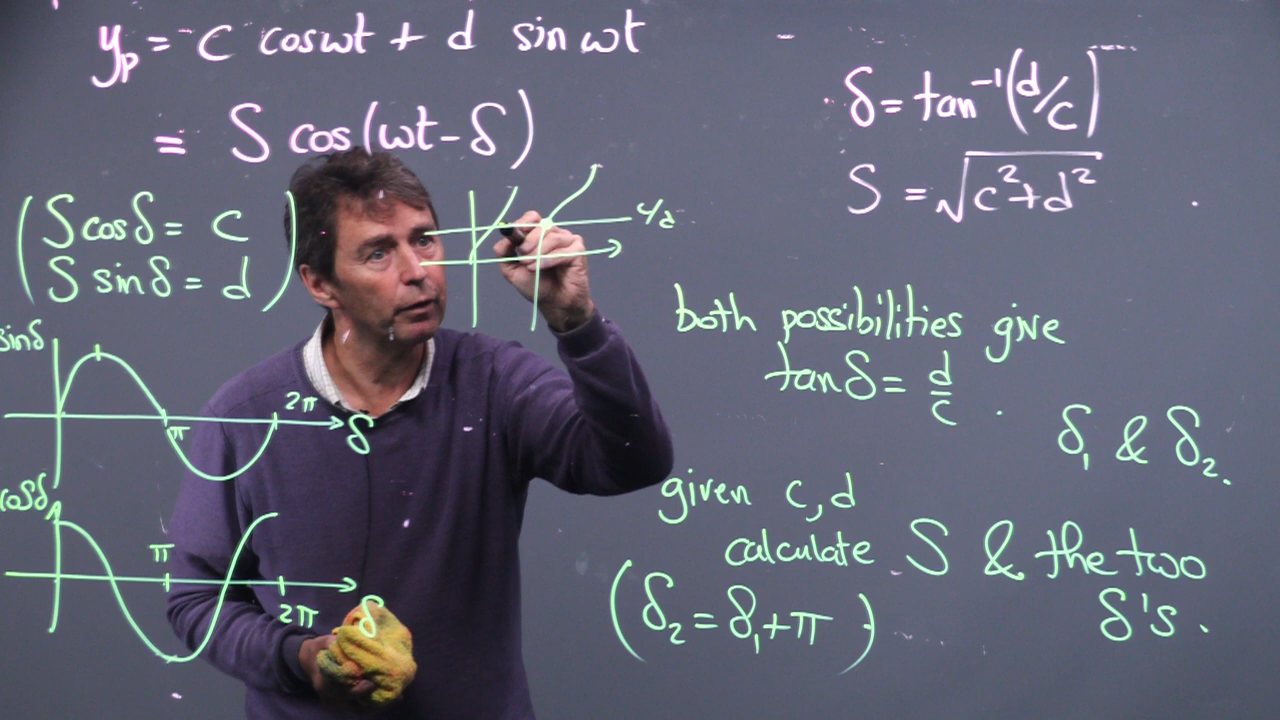 y_p = c cos ωt + d sin ωt
= S cos(ωt - δ)
δ = tan⁻¹(d/c)
S = √(c² + d²)
(S cos δ = c
S sin δ = d)
sin δ
π
2π
δ
cos δ
π
2π
δ
both possibilities give
tan δ = d/c .
δ₁ & δ₂.
given c, d
calculate S & the two
δ's.
(δ₂ = δ₁ + π)